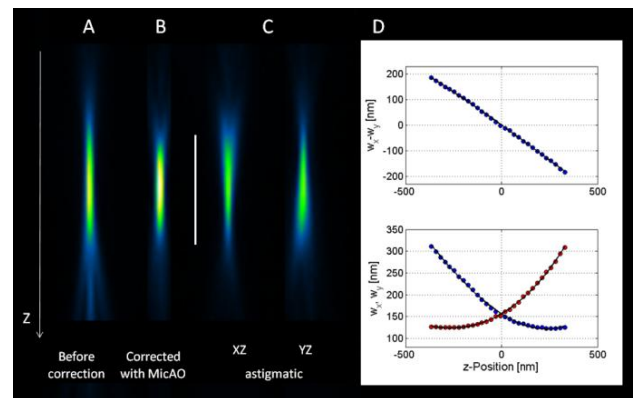 A
B
C
D
Z
Before
correction
Corrected
with MicAO
XZ
YZ
astigmatic
wx-wy [nm]
200
100
0
-100
-200
-500
0
500
wx, wy [nm]
350
300
250
200
150
100
-500
0
500
z-Position [nm]